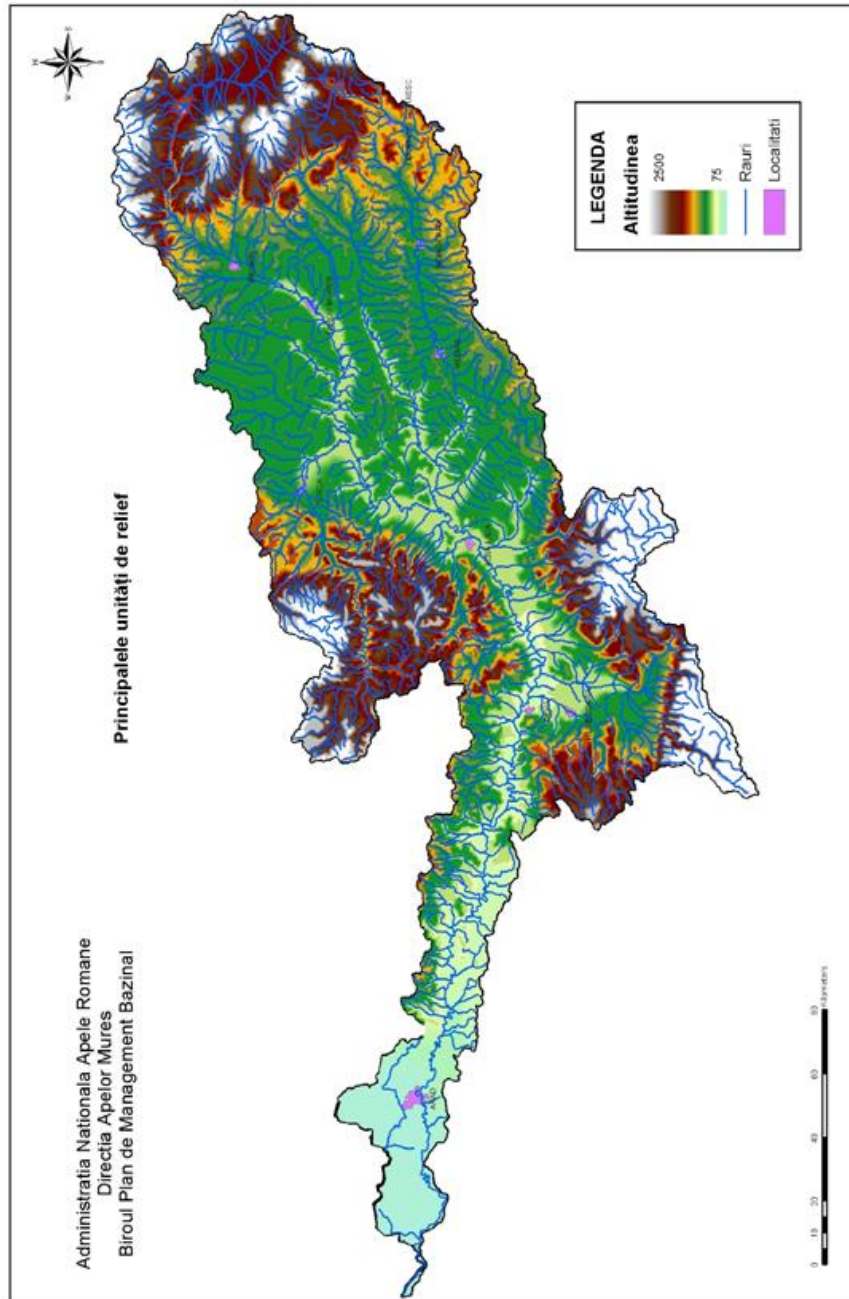 Administratia Nationala Apele Romane
Directia Apelor Mures
Biroul Plan de Management Bazinal
Principalele unități de relief
N
S
W
LEGENDA
Altitudinea
2500
75
Rauri
Localitati
0
10
20
40
60
80
Kilometers